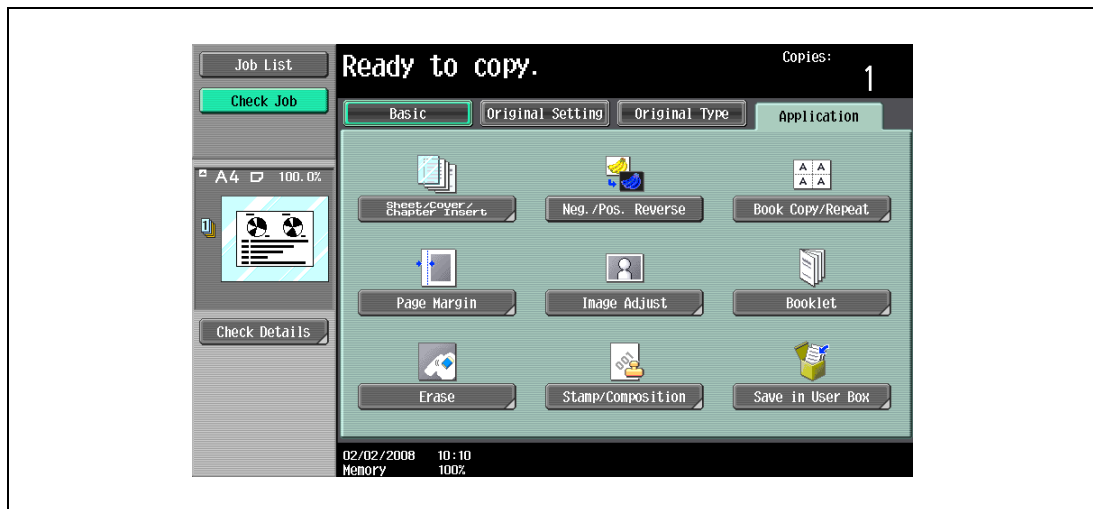 Job List
Check Job
Ready to copy.
Copies:
1
Basic
Original Setting
Original Type
Application
A4 100.0%
1
Sheet/Cover/
Chapter Insert
Neg./Pos. Reverse
A A
A A
Book Copy/Repeat
Page Margin
Image Adjust
Booklet
Check Details
001
Erase
Stamp/Composition
Save in User Box
02/02/2008 10:10
Memory 100%